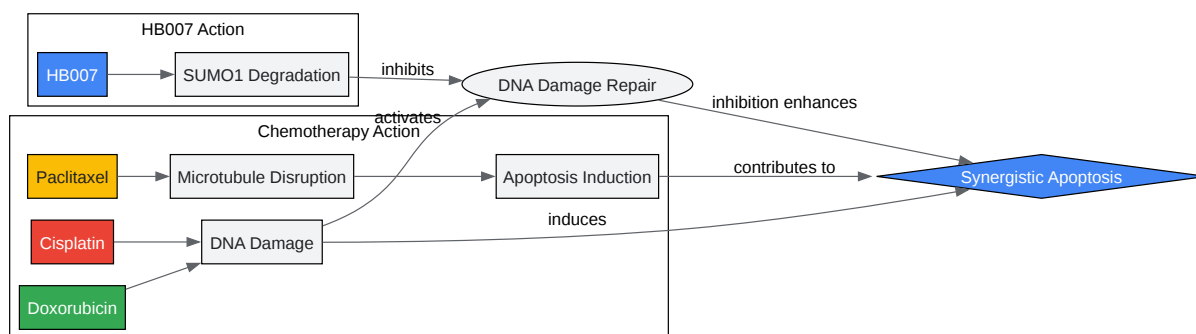 HB007 Action
HB007
SUMO1 Degradation
inhibits
DNA Damage Repair
inhibition enhances
activates
Chemotherapy Action
Paclitaxel
Microtubule Disruption
Apoptosis Induction
contributes to
Synergistic Apoptosis
Cisplatin
DNA Damage
induces
Doxorubicin